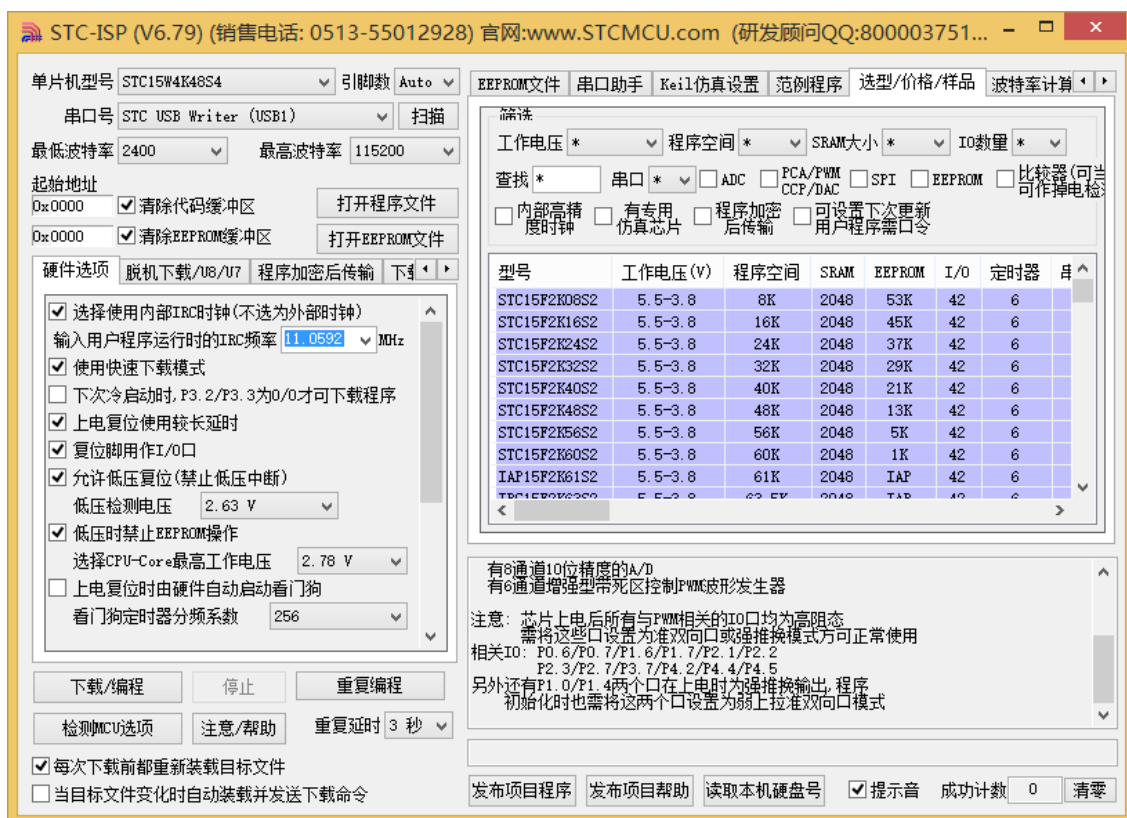 STC-ISP (V6.79) (销售电话: 0513-55012928) 官网:www.STCMCU.com (研发顾问QQ:800003751...
单片机型号 STC15W4K48S4 引脚数 Auto
串口号 STC USB Writer (USB1) 扫描
最低波特率 2400 最高波特率 115200
起始地址
0x0000 清除代码缓冲区 打开程序文件
0x0000 清除EEPROM缓冲区 打开EEPROM文件
硬件选项 脱机下载/U8/U7 程序加密后传输
选择使用内部IRC时钟(不选为外部时钟)
输入用户程序运行时的IRC频率 11.0592 MHz
使用快速下载模式
下次冷启动时,P3.2/P3.3为0/0才可下载程序
上电复位使用较长延时
复位脚用作I/O口
允许低压复位(禁止低压中断)
低压检测电压 2.63 V
低压时禁止EEPROM操作
选择CPU-Core最高工作电压 2.78 V
上电复位时由硬件自动启动看门狗
看门狗定时器分频系数 256
下载/编程 停止 重复编程
检测MCU选项 注意/帮助 重复延时 3 秒
每次下载前都重新装载目标文件
当目标文件变化时自动装载并发送下载命令
EEPROM文件 串口助手 Keil仿真设置 范例程序 选型/价格/样品 波特率计算
筛选
工作电压 * 程序空间 * SRAM大小 * IO数量 *
查找 * 串口 * ADC PCA/PWM CCP/DAC SPI EEPROM 比较器(可当 可作掉电检
内部高精度时钟 有专用仿真芯片 程序加密后传输 可设置下次更新用户程序需口令
型号 工作电压(V) 程序空间 SRAM EEPROM I/O 定时器 串
STC15F2K08S2 5.5-3.8 8K 2048 53K 42 6
STC15F2K16S2 5.5-3.8 16K 2048 45K 42 6
STC15F2K24S2 5.5-3.8 24K 2048 37K 42 6
STC15F2K32S2 5.5-3.8 32K 2048 29K 42 6
STC15F2K40S2 5.5-3.8 40K 2048 21K 42 6
STC15F2K48S2 5.5-3.8 48K 2048 13K 42 6
STC15F2K56S2 5.5-3.8 56K 2048 5K 42 6
STC15F2K60S2 5.5-3.8 60K 2048 1K 42 6
IAP15F2K61S2 5.5-3.8 61K 2048 IAP 42 6
有8通道10位精度的A/D
有6通道增强型带死区控制PWM波形发生器
注意: 芯片上电后所有与PWM相关的IO口均为高阻态
需将这些口设置为准双向口或强推挽模式方可正常使用
相关IO: P0.6/P0.7/P1.6/P1.7/P2.1/P2.2
P2.3/P2.7/P3.7/P4.2/P4.4/P4.5
另外还有P1.0/P1.4两个口在上电时为强推挽输出,程序
初始化时也需将这两个口设置为弱上拉准双向口模式
发布项目程序 发布项目帮助 读取本机硬盘号 提示音 成功计数 0 清零